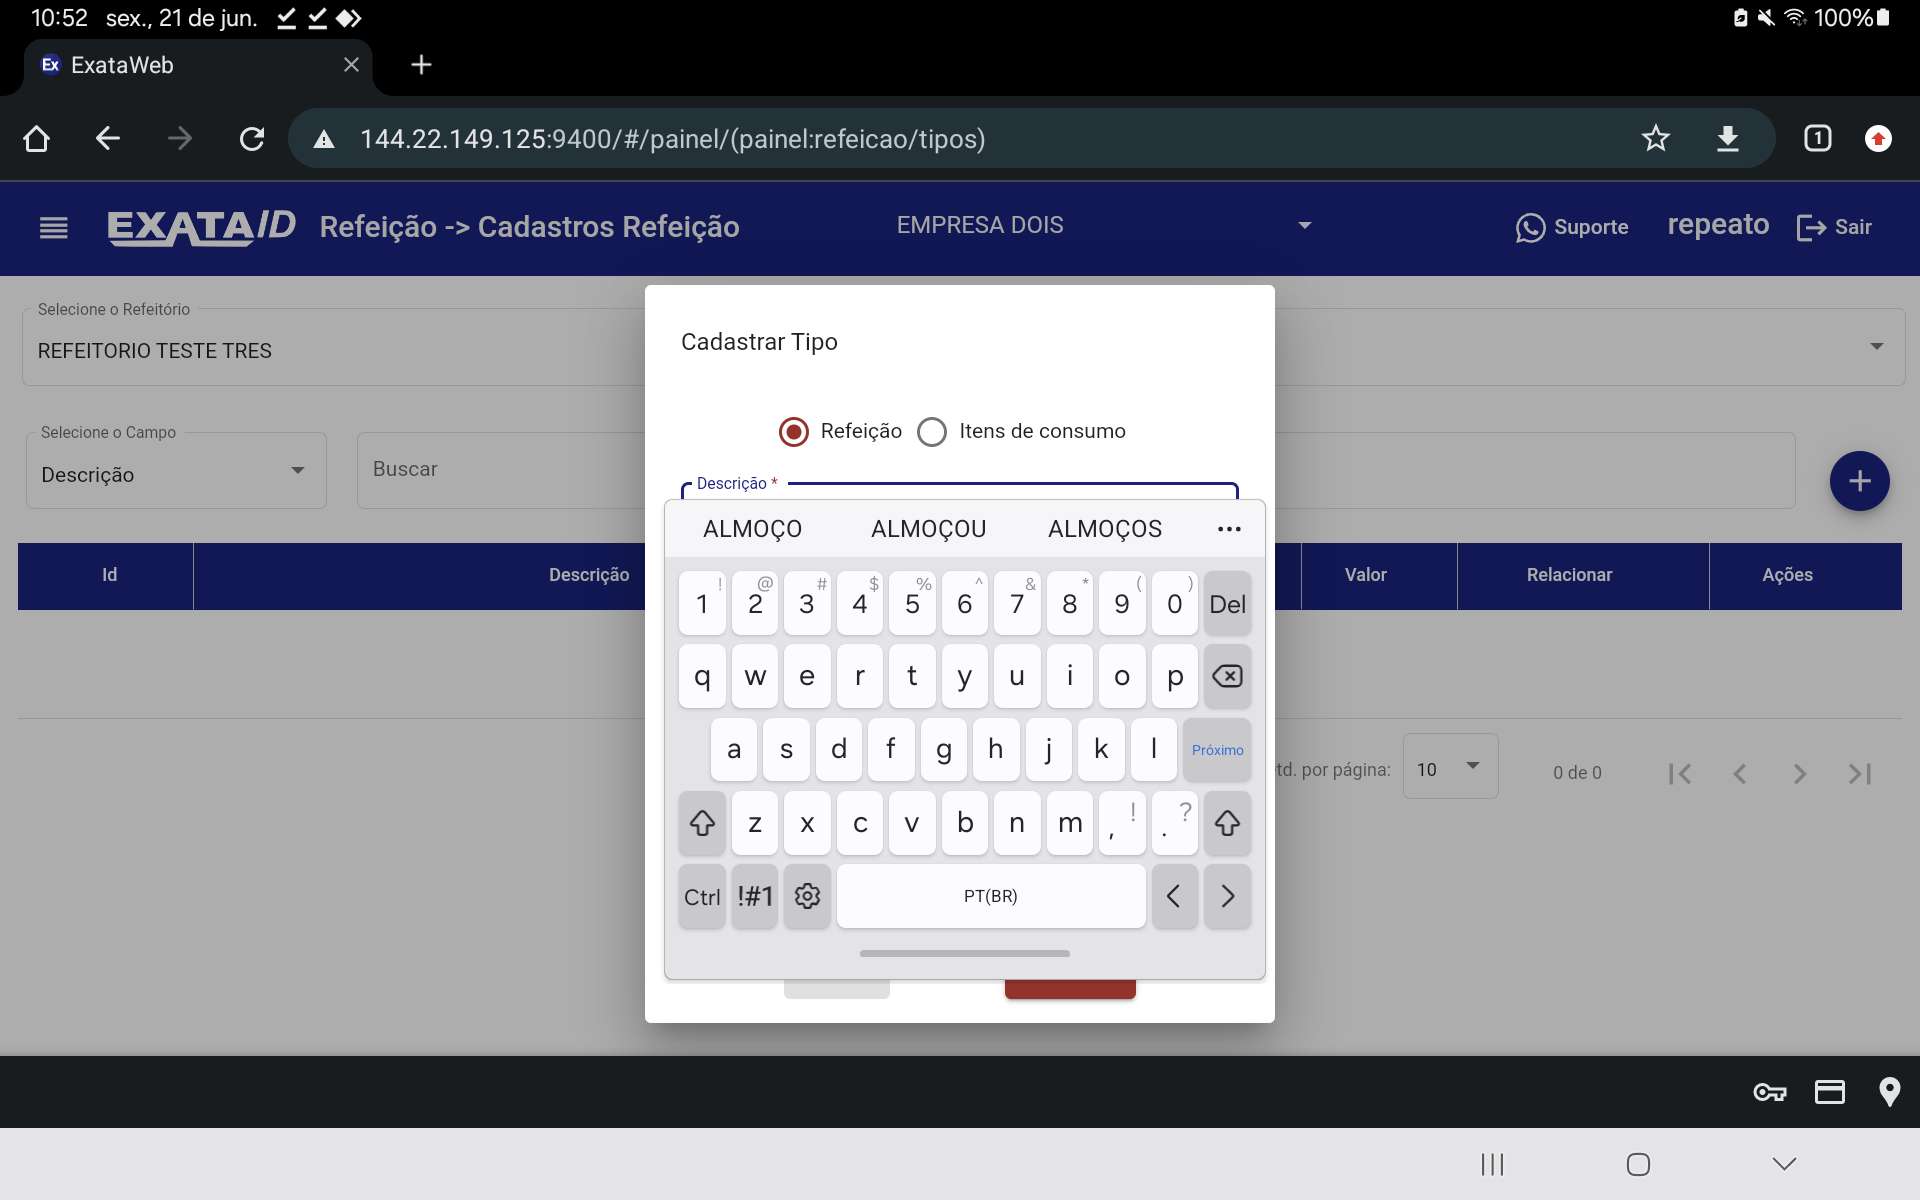 10:52 sex., 21 de jun. 100%
Ex ExataWeb
144.22.149.125:9400/#/painel/(painel:refeicao/tipos) 1
EXATAID Refeição -> Cadastros Refeição EMPRESA DOIS Suporte repeato Sair
Selecione o Refeitório
REFEITORIO TESTE TRES
Cadastrar Tipo
Refeição Itens de consumo
Selecione o Campo
Descrição
Buscar
Descrição *
ALMOÇO ALMOÇOU ALMOÇOS ...
Id Descrição Valor Relacionar Ações
! @ # $ % ^ & * ( )
1 2 3 4 5 6 7 8 9 0 Del
q w e r t y u i o p
a s d f g h j k l Próximo
z x c v b n m , ! . ?
Ctrl !#1 PT(BR) < >
td. por página: 10 0 de 0